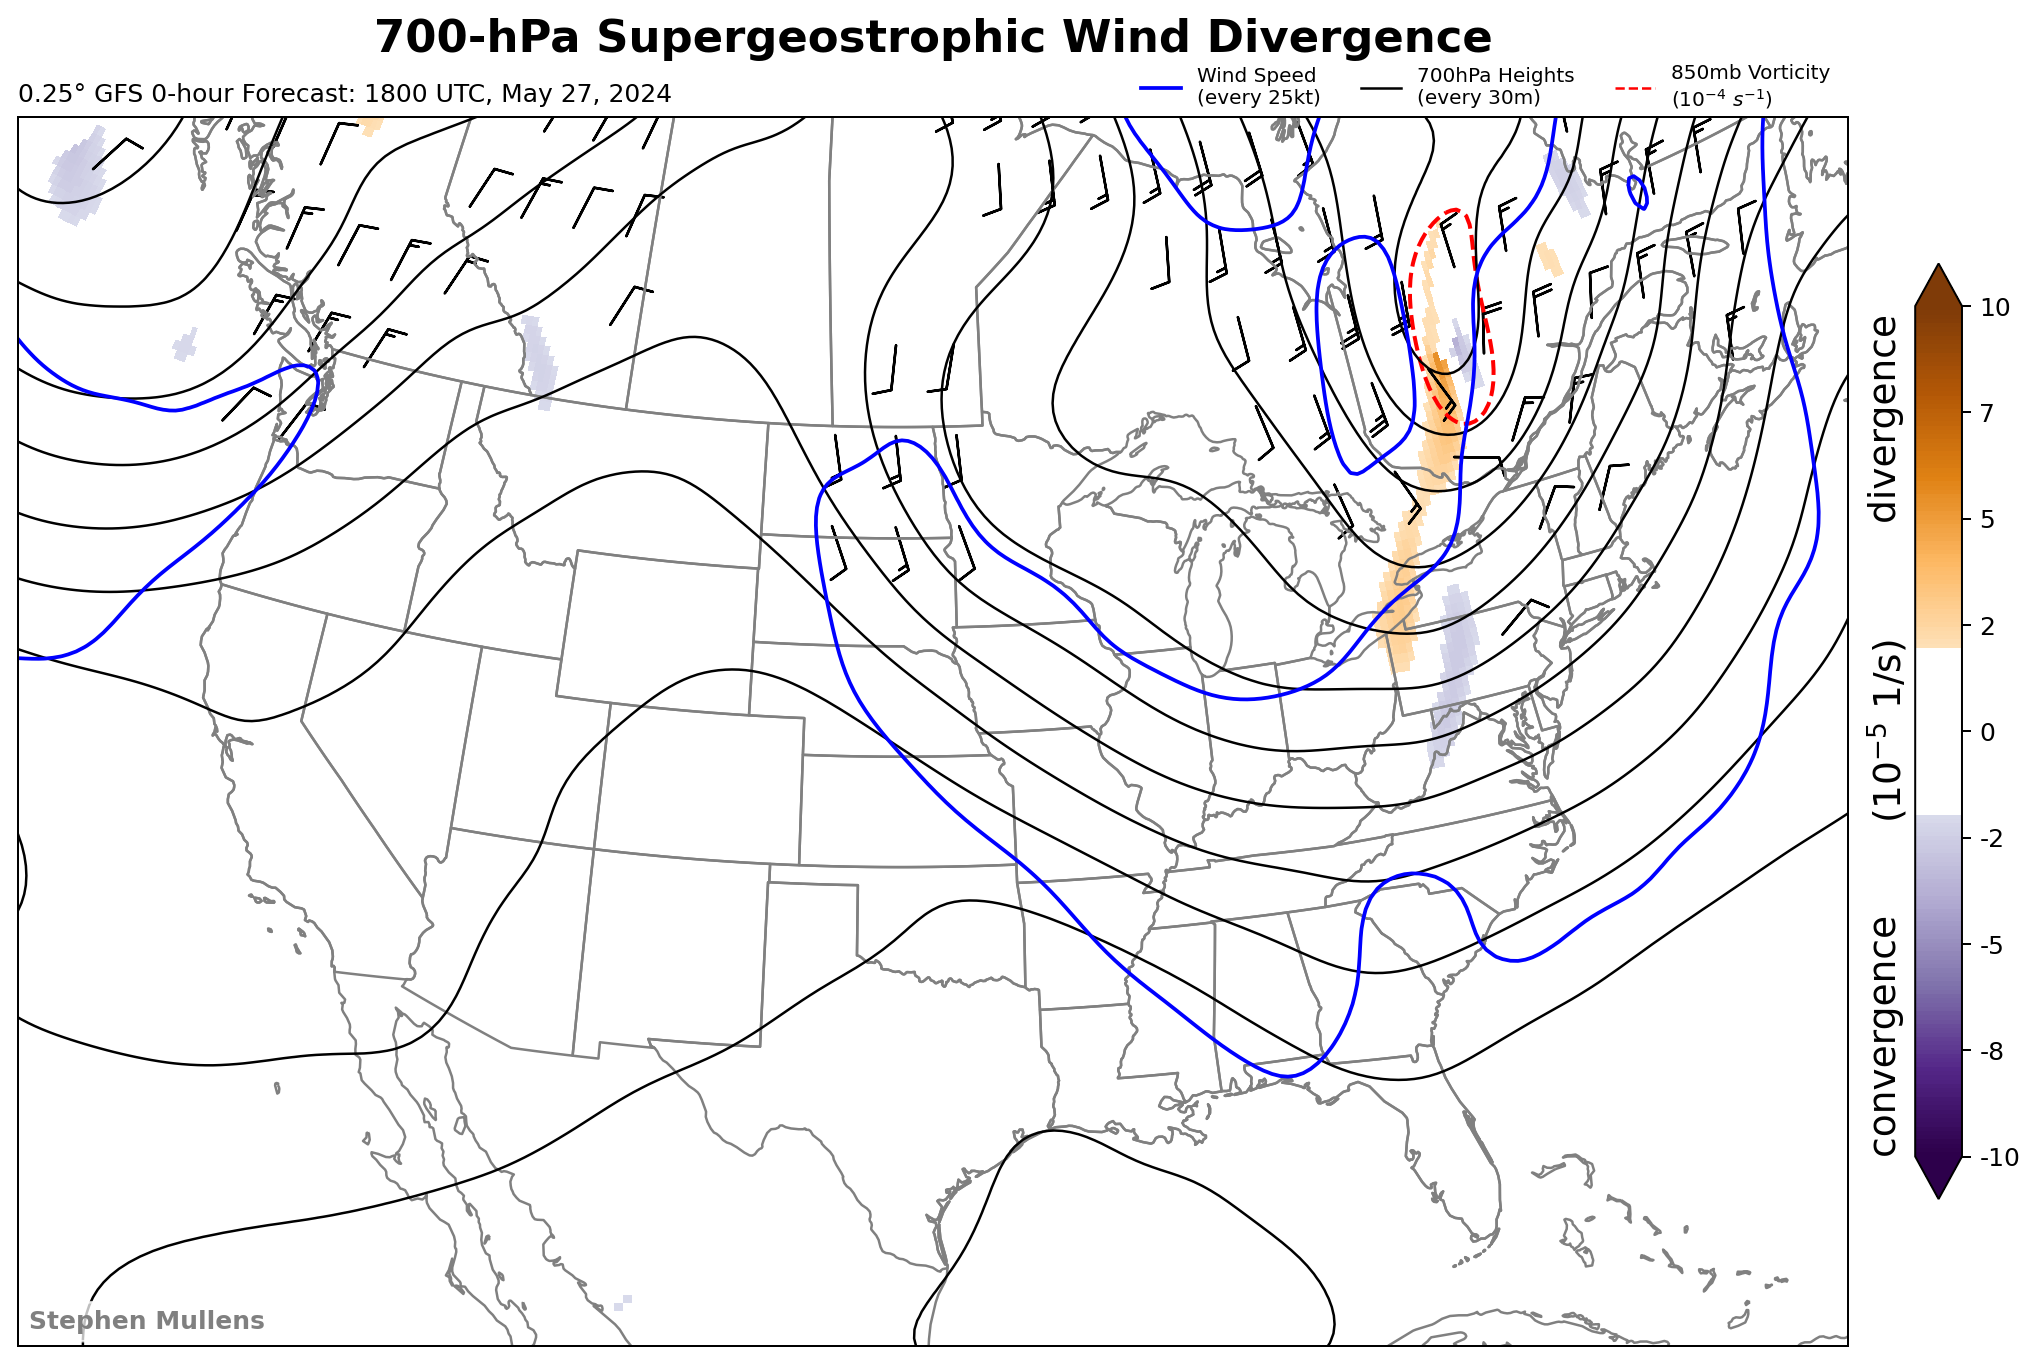 700-hPa Supergeostrophic Wind Divergence
0.25° GFS 0-hour Forecast: 1800 UTC, May 27, 2024
Wind Speed
(every 25kt)
700hPa Heights
(every 30m)
850mb Vorticity
(10⁻⁴ s⁻¹)
10
7
5
2
0
-2
-5
-8
-10
convergence (10⁻⁵ 1/s) divergence
Stephen Mullens